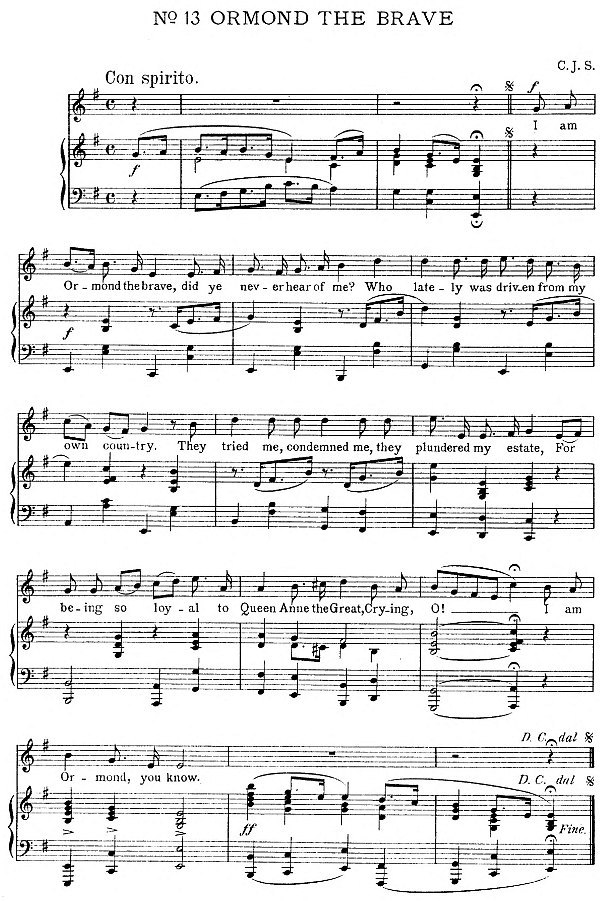 Nº 13 ORMOND THE BRAVE
C. J. S.
Con spirito.
f
I am
f
Or - mond the brave, did ye nev - er hear of me? Who late - ly was driv-en from my
f
own coun - try. They tried me, condemned me, they plundered my estate, For
be - ing so loy - al to Queen Anne the Great, Cry-ing, O! I am
D. C. dal
Or - mond, you know.
D. C. dal
ff
Fine.